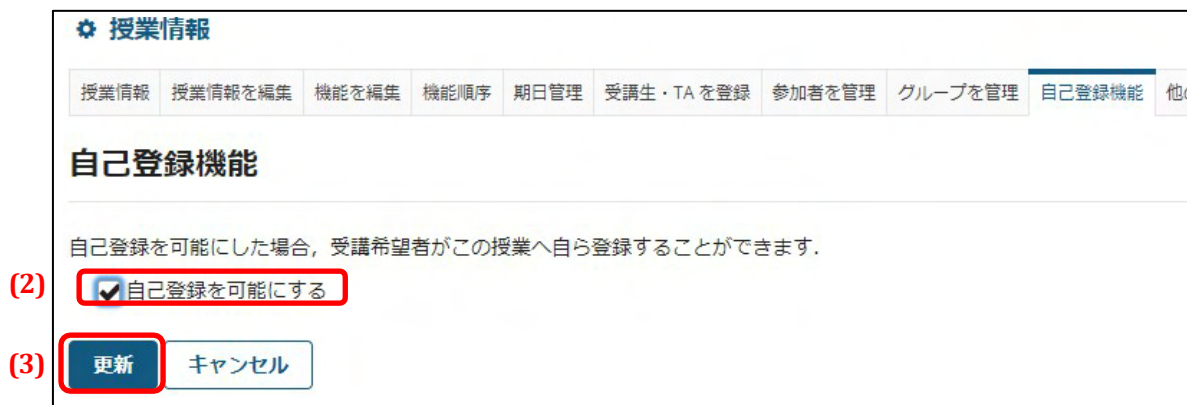 授業情報
授業情報 授業情報を編集 機能を編集 機能順序 期日管理 受講生・TA を登録 参加者を管理 グループを管理 自己登録機能 他の
自己登録機能
自己登録を可能にした場合，受講希望者がこの授業へ自ら登録することができます．
(2) 自己登録を可能にする
(3) 更新 キャンセル